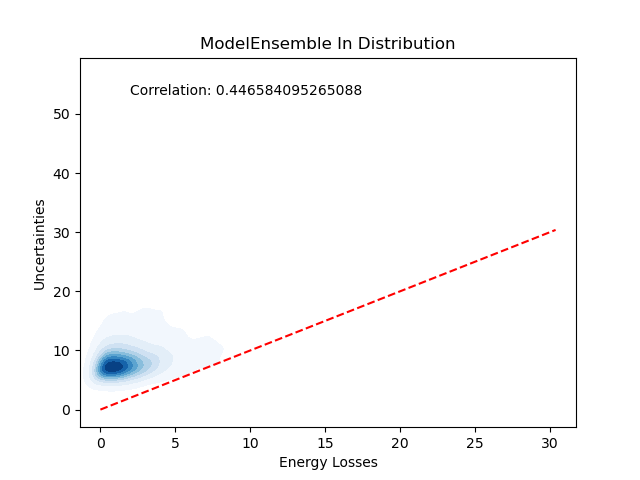 ModelEnsemble In Distribution
Correlation: 0.446584095265088
Uncertainties
50
40
30
20
10
0
0 5 10 15 20 25 30
Energy Losses